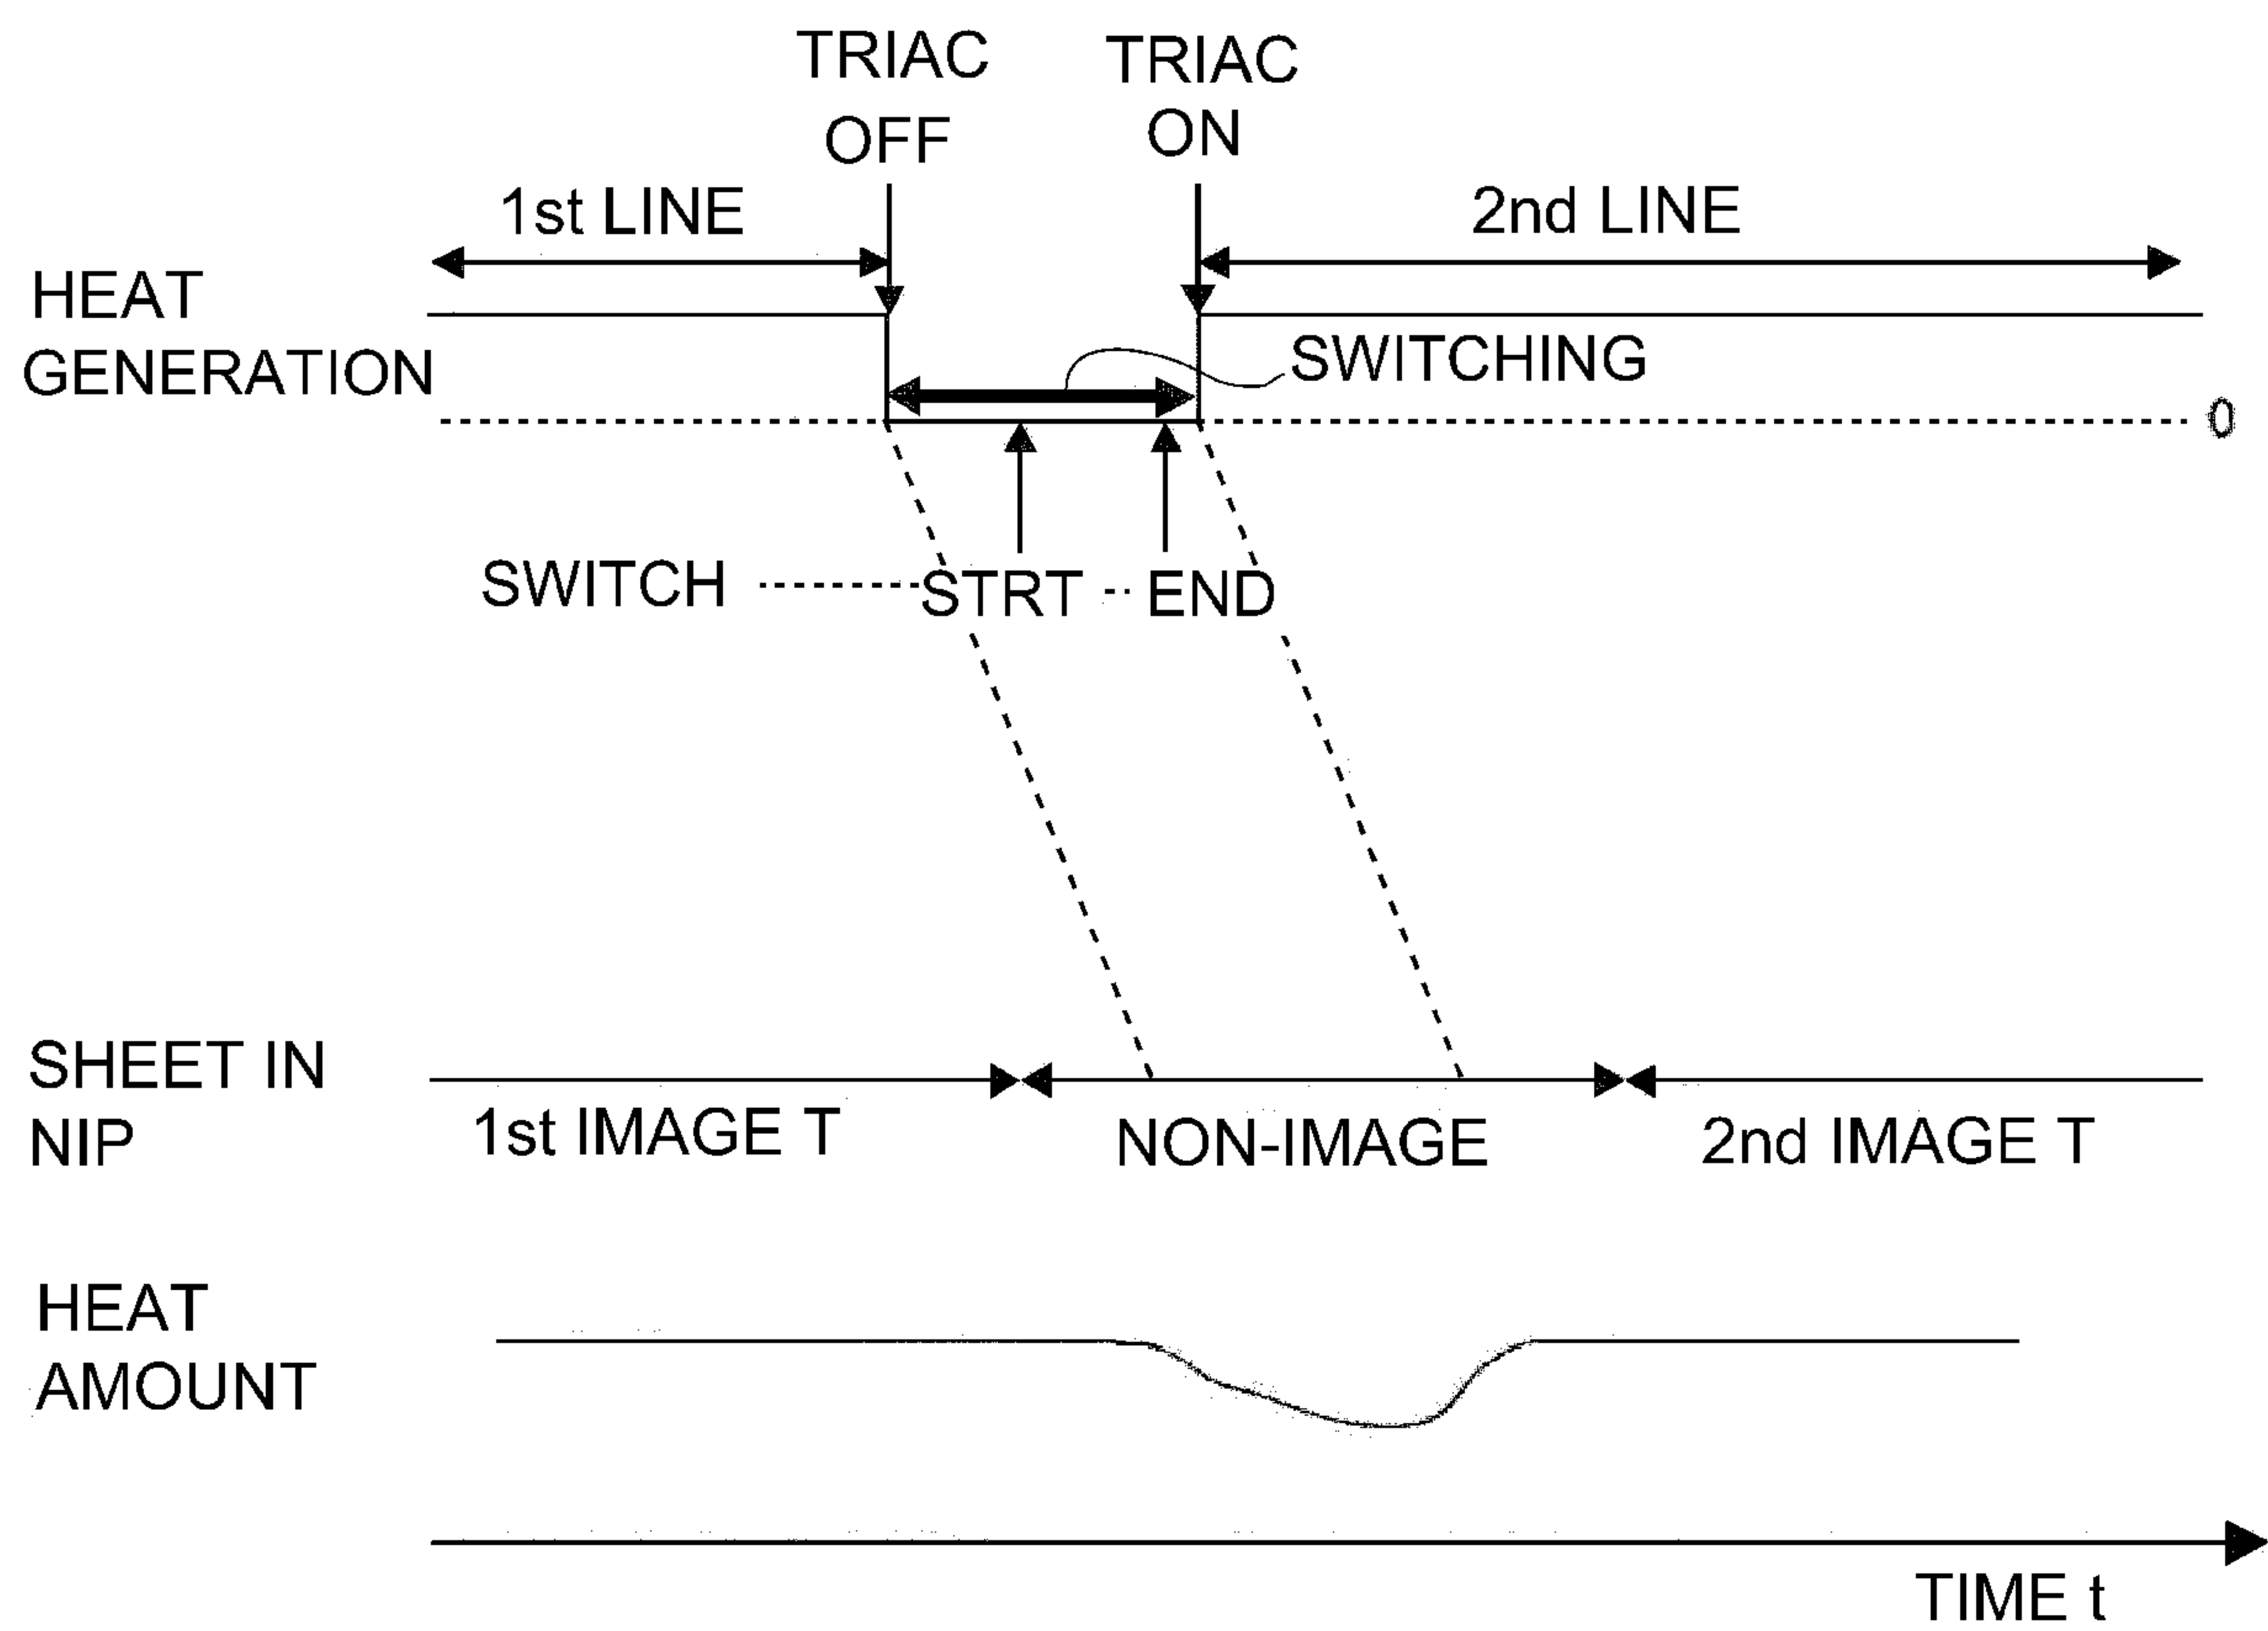 TRIAC
OFF
TRIAC
ON
1st LINE
2nd LINE
HEAT
GENERATION
SWITCHING
0
SWITCH
STRT
END
SHEET IN
NIP
1st IMAGE T
NON-IMAGE
2nd IMAGE T
HEAT
AMOUNT
TIME t